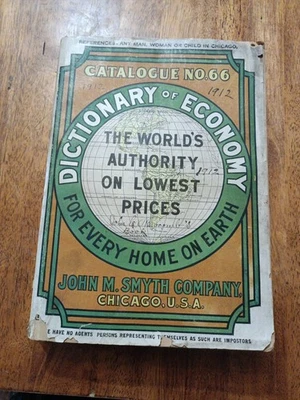 REFERENCE: ANY MAN, WOMAN OR CHILD IN CHICAGO.
CATALOGUE NO. 66
1912
DICTIONARY OF ECONOMY
THE WORLD'S
AUTHORITY
ON LOWEST
1912
PRICES
FOR EVERY HOME ON EARTH
JOHN M. SMYTH COMPANY,
CHICAGO, U.S.A.
HAVE NO AGENTS PERSONS REPRESENTING THEMSELVES AS SUCH ARE IMPOSTORS